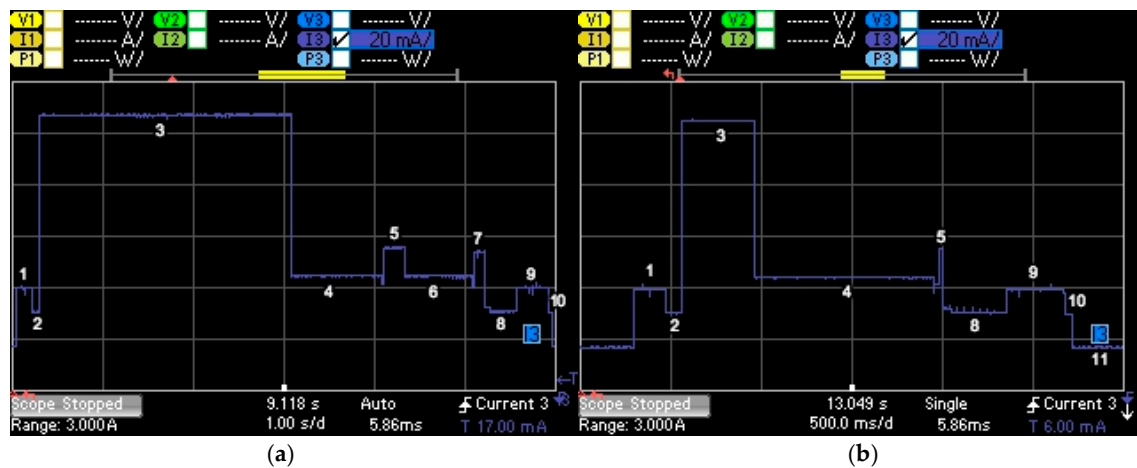 V1 -----V/ V2 -----V/ V3 -----V/
I1 -----A/ I2 -----A/ I3 ✓ 20 mA/
P1 -----W/ P3 -----W/
3
5
7
1
4
6
9
2
8
10
3
T
Scope Stopped 9.118 s Auto Current 3
Range: 3.000A 1.00 s/d 5.86ms T 17.00 mA
(a)
V1 -----V/ V2 -----V/ V3 -----V/
I1 -----A/ I2 -----A/ I3 ✓ 20 mA/
P1 -----W/ P3 -----W/
3
5
1
4
9
2
8
10
3
11
Scope Stopped 13.049 s Single Current 3
Range: 3.000A 500.0 ms/d 5.86ms T 6.00 mA
(b)